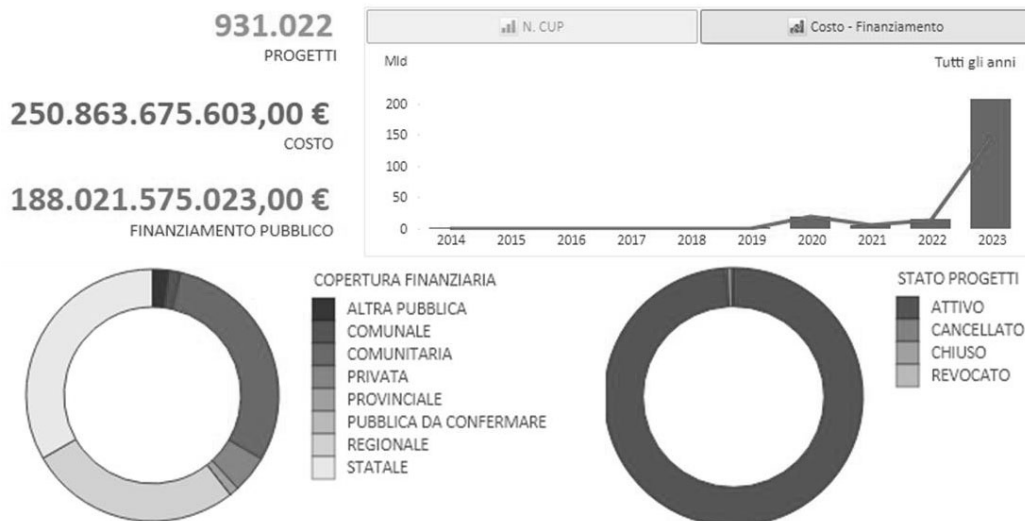 931.022
PROGETTI
250.863.675.603,00 €
COSTO
188.021.575.023,00 €
FINANZIAMENTO PUBBLICO
N. CUP
Costo - Finanziamento
Mld
Tutti gli anni
200
150
100
50
0
2014 2015 2016 2017 2018 2019 2020 2021 2022 2023
COPERTURA FINANZIARIA
ALTRA PUBBLICA
COMUNALE
COMUNITARIA
PRIVATA
PROVINCIALE
PUBBLICA DA CONFERMARE
REGIONALE
STATALE
STATO PROGETTI
ATTIVO
CANCELLATO
CHIUSO
REVOCATO